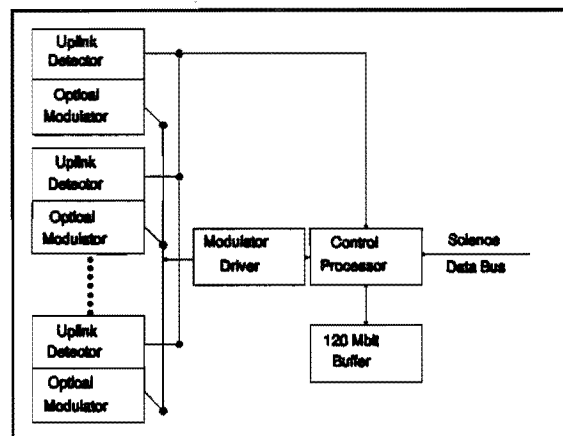 Uplink
Detector
Optical
Modulator
Uplink
Detector
Optical
Modulator
Modulator
Driver
Control
Processor
Science
Data Bus
Uplink
Detector
120 Mbit
Buffer
Optical
Modulator